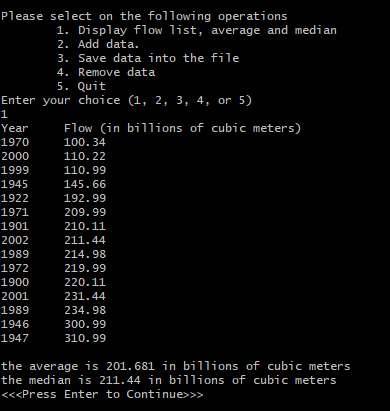 Please select on the following operations
1. Display flow list, average and median
2. Add data.
3. Save data into the file
4. Remove data
5. Quit
Enter your choice (1, 2, 3, 4, or 5)
1
Year Flow (in billions of cubic meters)
1970 100.34
2000 110.22
1999 110.99
1945 145.66
1922 192.99
1971 209.99
1901 210.11
2002 211.44
1989 214.98
1972 219.99
1900 220.11
2001 231.44
1989 234.98
1946 300.99
1947 310.99
the average is 201.681 in billions of cubic meters
the median is 211.44 in billions of cubic meters
<<<Press Enter to Continue>>>